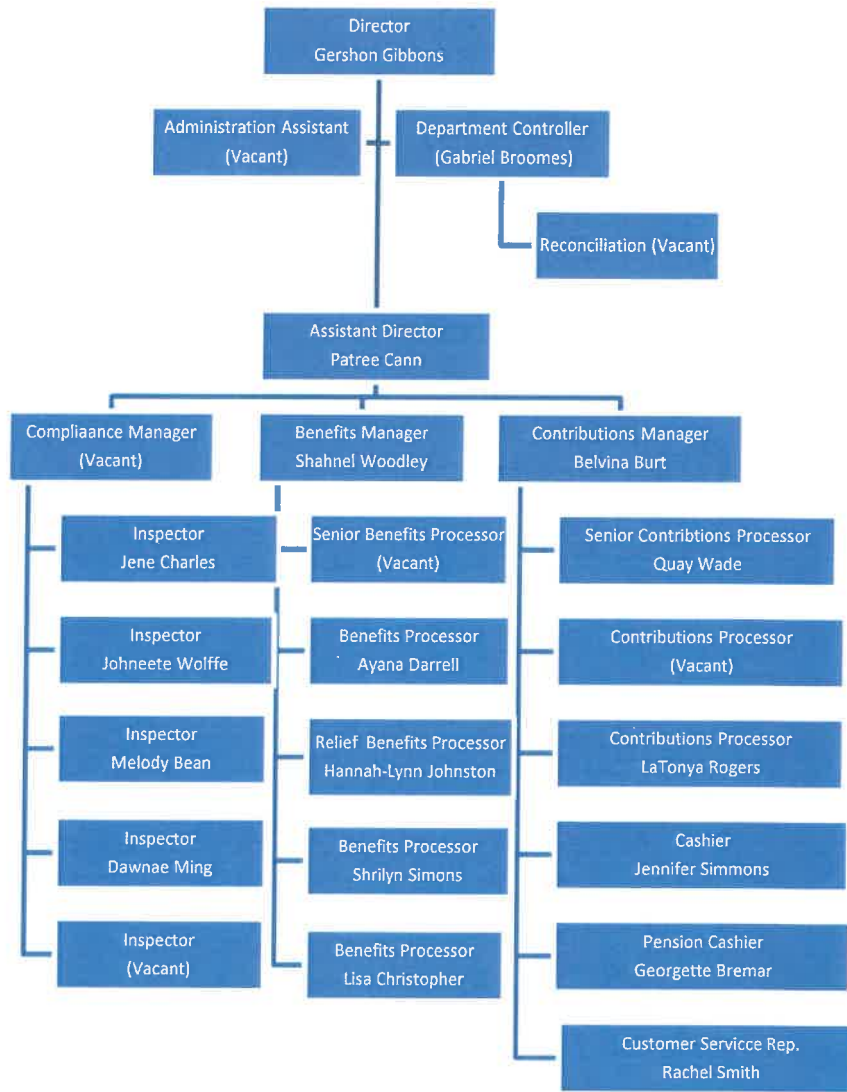 Director
Gershon Gibbons
Administration Assistant
(Vacant)
Department Controller
(Gabriel Broomes)
Reconciliation (Vacant)
Assistant Director
Patree Cann
Compliaance Manager
(Vacant)
Benefits Manager
Shahnel Woodley
Contributions Manager
Belvina Burt
Inspector
Jene Charles
Inspector
Johneete Wolffe
Inspector
Melody Bean
Inspector
Dawnae Ming
Inspector
(Vacant)
Senior Benefits Processor
(Vacant)
Benefits Processor
Ayana Darrell
Relief Benefits Processor
Hannah-Lynn Johnston
Benefits Processor
Shrilyn Simons
Benefits Processor
Lisa Christopher
Senior Contribtions Processor
Quay Wade
Contributions Processor
(Vacant)
Contributions Processor
LaTonya Rogers
Cashier
Jennifer Simmons
Pension Cashier
Georgette Bremar
Customer Servicce Rep.
Rachel Smith